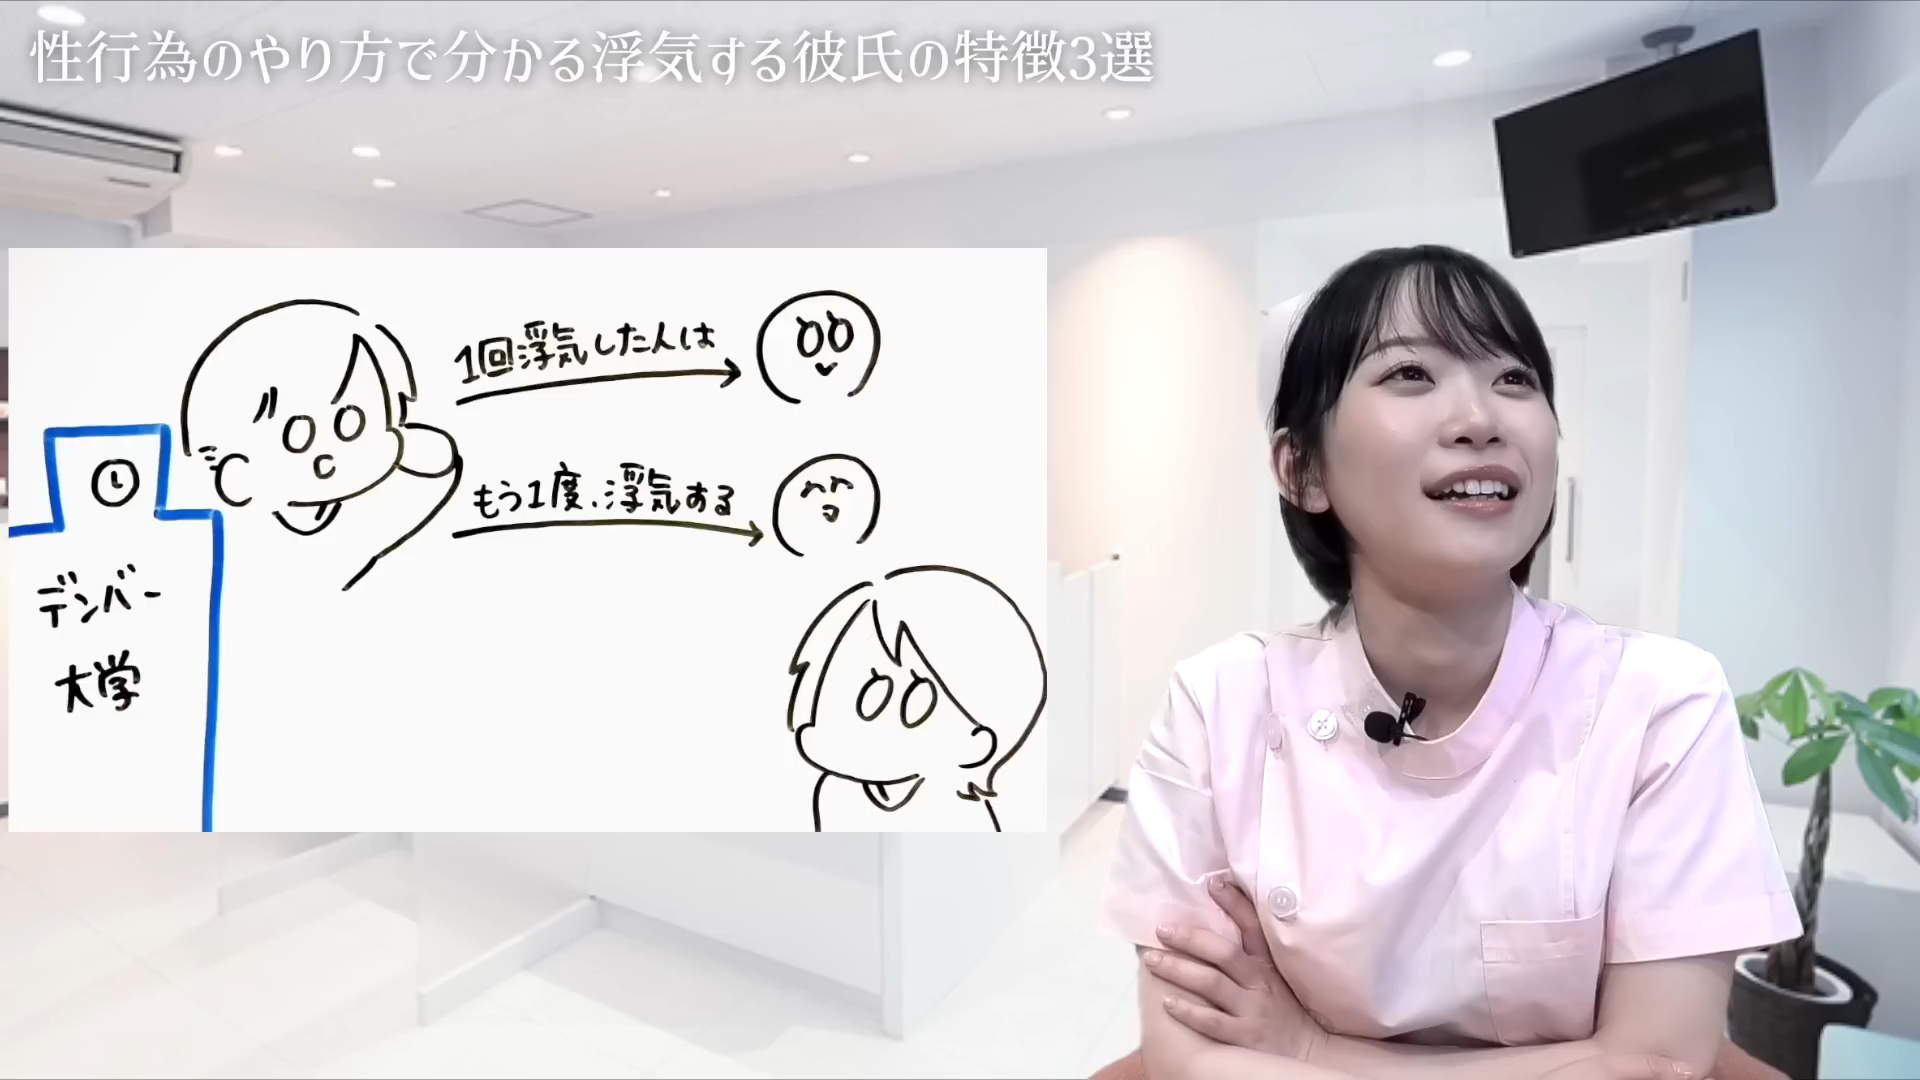 性行為のやり方で分かる浮気する彼氏の特徴3選
1回浮気した人は
もう1度、浮気する
デンバー
大学